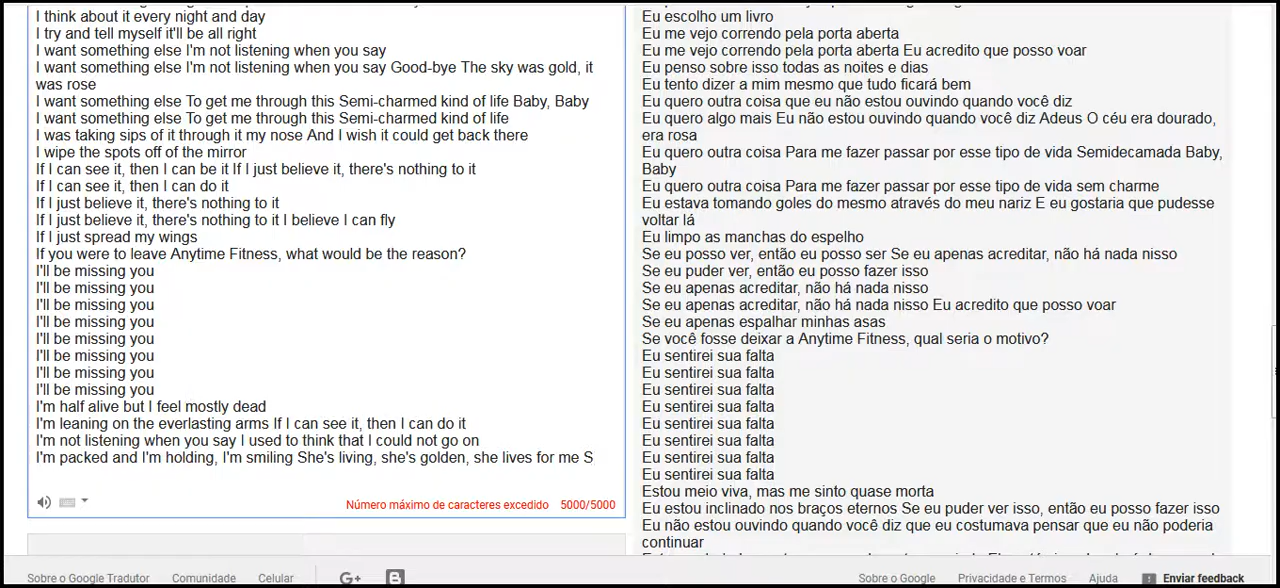 I think about it every night and day
I try and tell myself it'll be all right
I want something else I'm not listening when you say
I want something else I'm not listening when you say Good-bye The sky was gold, it
was rose
I want something else To get me through this Semi-charmed kind of life Baby, Baby
I want something else To get me through this Semi-charmed kind of life
I was taking sips of it through it my nose And I wish it could get back there
I wipe the spots off of the mirror
If I can see it, then I can be it If I just believe it, there's nothing to it
If I can see it, then I can do it
If I just believe it, there's nothing to it
If I just believe it, there's nothing to it I believe I can fly
If I just spread my wings
If you were to leave Anytime Fitness, what would be the reason?
I'll be missing you
I'll be missing you
I'll be missing you
I'll be missing you
I'll be missing you
I'll be missing you
I'll be missing you
I'll be missing you
I'm half alive but I feel mostly dead
I'm leaning on the everlasting arms If I can see it, then I can do it
I'm not listening when you say I used to think that I could not go on
I'm packed and I'm holding, I'm smiling She's living, she's golden, she lives for me S
Número máximo de caracteres excedido 5000/5000
Eu escolho um livro
Eu me vejo correndo pela porta aberta
Eu me vejo correndo pela porta aberta Eu acredito que posso voar
Eu penso sobre isso todas as noites e dias
Eu tento dizer a mim mesmo que tudo ficará bem
Eu quero outra coisa que eu não estou ouvindo quando você diz
Eu quero algo mais Eu não estou ouvindo quando você diz Adeus O céu era dourado,
era rosa
Eu quero outra coisa Para me fazer passar por esse tipo de vida Semidecamada Baby,
Baby
Eu quero outra coisa Para me fazer passar por esse tipo de vida sem charme
Eu estava tomando goles do mesmo através do meu nariz E eu gostaria que pudesse
voltar lá
Eu limpo as manchas do espelho
Se eu posso ver, então eu posso ser Se eu apenas acreditar, não há nada nisso
Se eu puder ver, então eu posso fazer isso
Se eu apenas acreditar, não há nada nisso
Se eu apenas acreditar, não há nada nisso Eu acredito que posso voar
Se eu apenas espalhar minhas asas
Se você fosse deixar a Anytime Fitness, qual seria o motivo?
Eu sentirei sua falta
Eu sentirei sua falta
Eu sentirei sua falta
Eu sentirei sua falta
Eu sentirei sua falta
Eu sentirei sua falta
Eu sentirei sua falta
Eu sentirei sua falta
Estou meio viva, mas me sinto quase morta
Eu estou inclinado nos braços eternos Se eu puder ver isso, então eu posso fazer isso
Eu não estou ouvindo quando você diz que eu costumava pensar que eu não poderia
continuar
Sobre o Google Tradutor Comunidade Celular G+ B Sobre o Google Privacidade e Termos Ajuda Enviar feedback